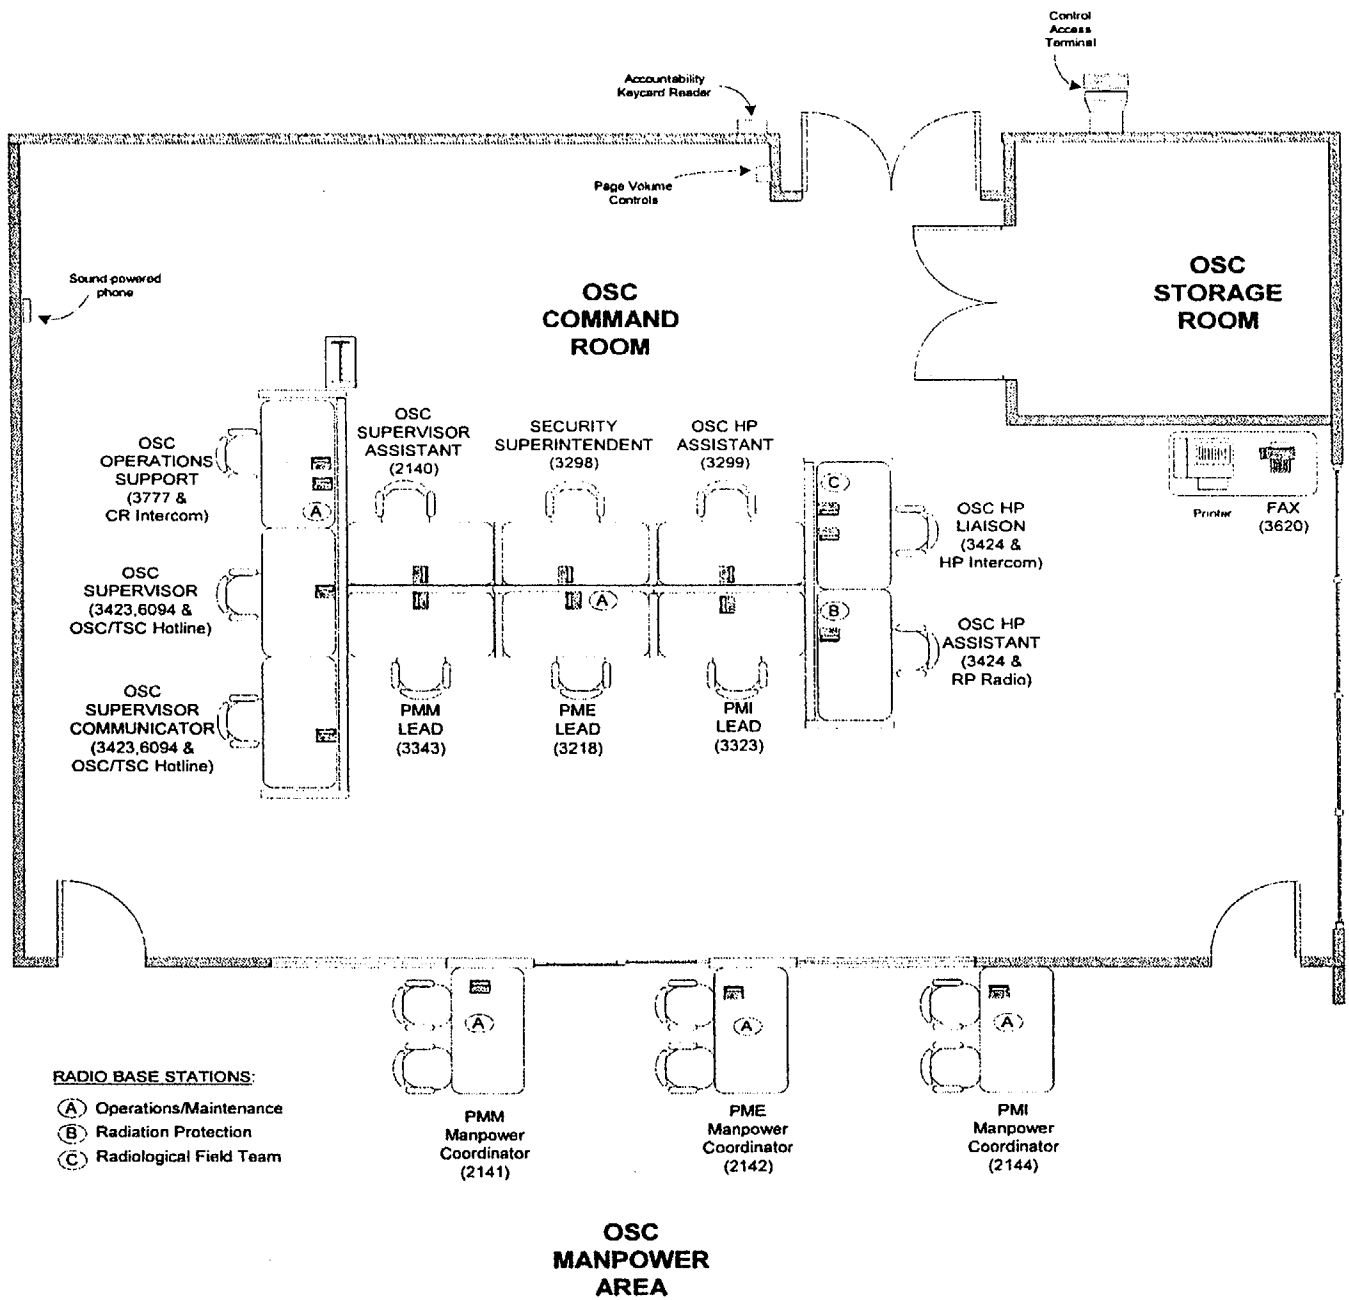 Control
Access
Terminal
Accountability
Keycard Reader
Page Volume
Controls
Sound-powered
phone
OSC
COMMAND
ROOM
OSC
STORAGE
ROOM
OSC
OPERATIONS
SUPPORT
(3777 &
CR Intercom)
A
OSC
SUPERVISOR
ASSISTANT
(2140)
SECURITY
SUPERINTENDENT
(3298)
OSC HP
ASSISTANT
(3299)
C
OSC HP
LIAISON
(3424 &
HP Intercom)
Printer
FAX
(3620)
OSC
SUPERVISOR
(3423,6094 &
OSC/TSC Hotline)
A
B
OSC HP
ASSISTANT
(3424 &
RP Radio)
OSC
SUPERVISOR
COMMUNICATOR
(3423,6094 &
OSC/TSC Hotline)
PMM
LEAD
(3343)
PME
LEAD
(3218)
PMI
LEAD
(3323)
A
A
A
RADIO BASE STATIONS:
A Operations/Maintenance
B Radiation Protection
C Radiological Field Team
PMM
Manpower
Coordinator
(2141)
PME
Manpower
Coordinator
(2142)
PMI
Manpower
Coordinator
(2144)
OSC
MANPOWER
AREA